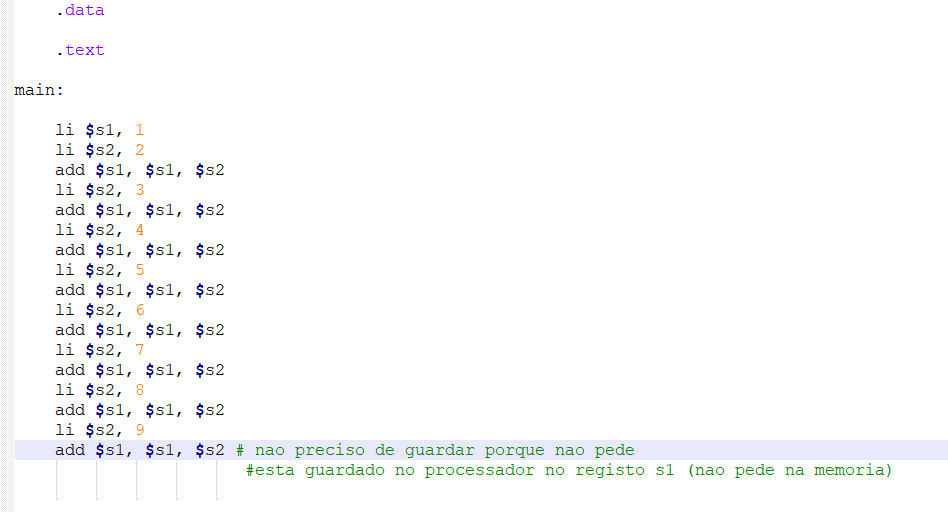 .data
.text
main:
li $s1, 1
li $s2, 2
add $s1, $s1, $s2
li $s2, 3
add $s1, $s1, $s2
li $s2, 4
add $s1, $s1, $s2
li $s2, 5
add $s1, $s1, $s2
li $s2, 6
add $s1, $s1, $s2
li $s2, 7
add $s1, $s1, $s2
li $s2, 8
add $s1, $s1, $s2
li $s2, 9
add $s1, $s1, $s2 # nao preciso de guardar porque nao pede
#esta guardado no processador no registo s1 (nao pede na memoria)